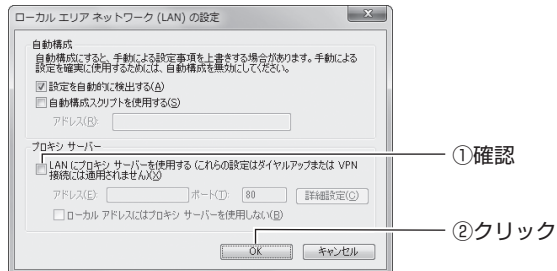 ローカル エリア ネットワーク (LAN) の設定
自動構成
自動構成にすると、手動による設定事項を上書きする場合があります。手動による
設定を確実に使用するためには、自動構成を無効にしてください。
設定を自動的に検出する(A)
自動構成スクリプトを使用する(S)
アドレス(R):
プロキシ サーバー
LAN にプロキシ サーバーを使用する (これらの設定はダイヤルアップまたは VPN
接続には適用されません)(X)
①確認
アドレス(E):
ポート(T):
80
詳細設定(C)
ローカル アドレスにはプロキシ サーバーを使用しない(B)
②クリック
OK
キャンセル